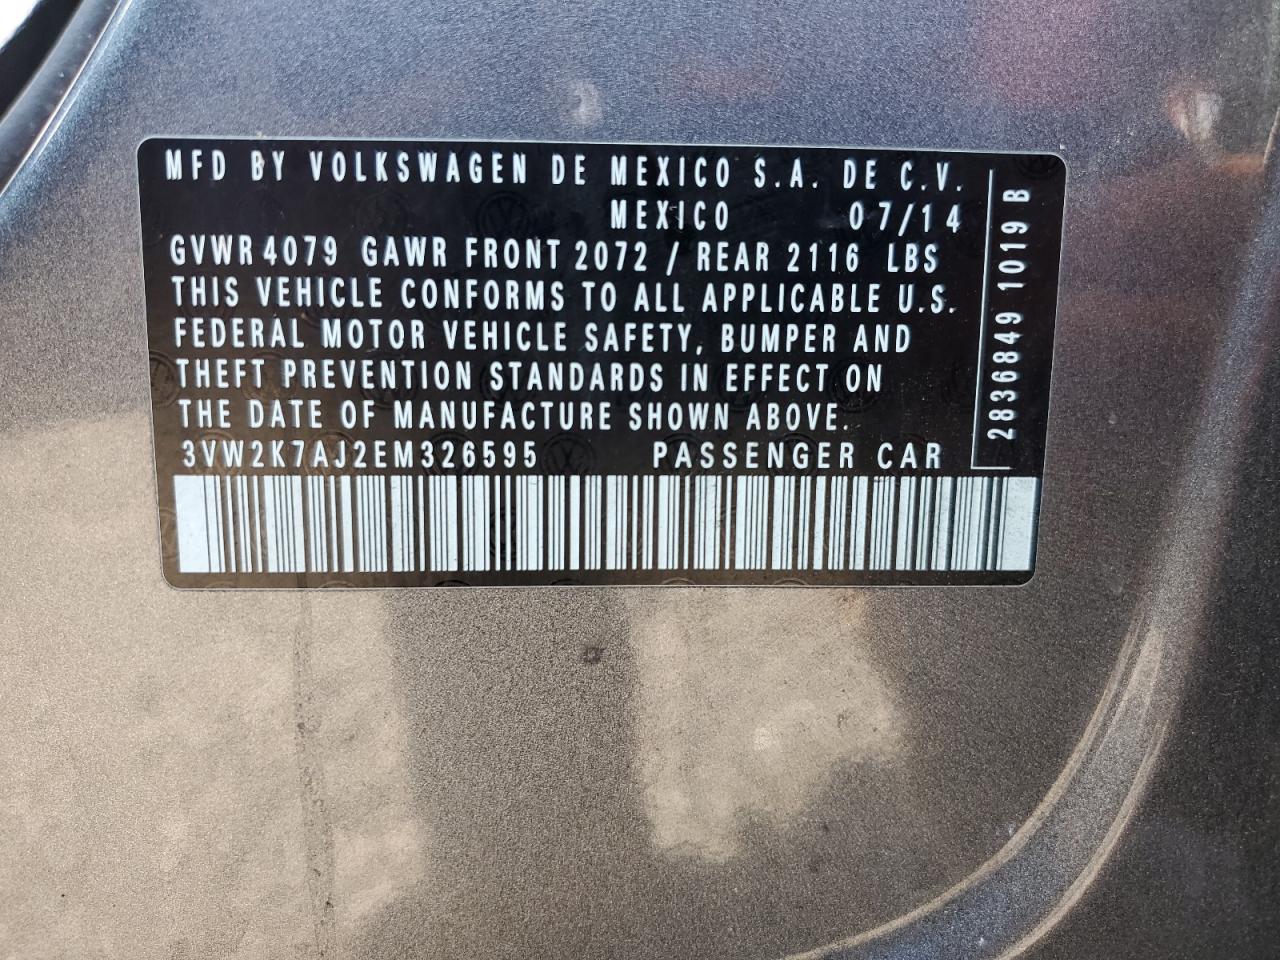 MFD BY VOLKSWAGEN DE MEXICO S.A. DE C.V.
MEXICO 07/14
GVWR 4079 GAWR FRONT 2072 / REAR 2116 LBS
THIS VEHICLE CONFORMS TO ALL APPLICABLE U.S.
FEDERAL MOTOR VEHICLE SAFETY, BUMPER AND
THEFT PREVENTION STANDARDS IN EFFECT ON
THE DATE OF MANUFACTURE SHOWN ABOVE.
3VW2K7AJ2EM326595 PASSENGER CAR
2836849 1019 B